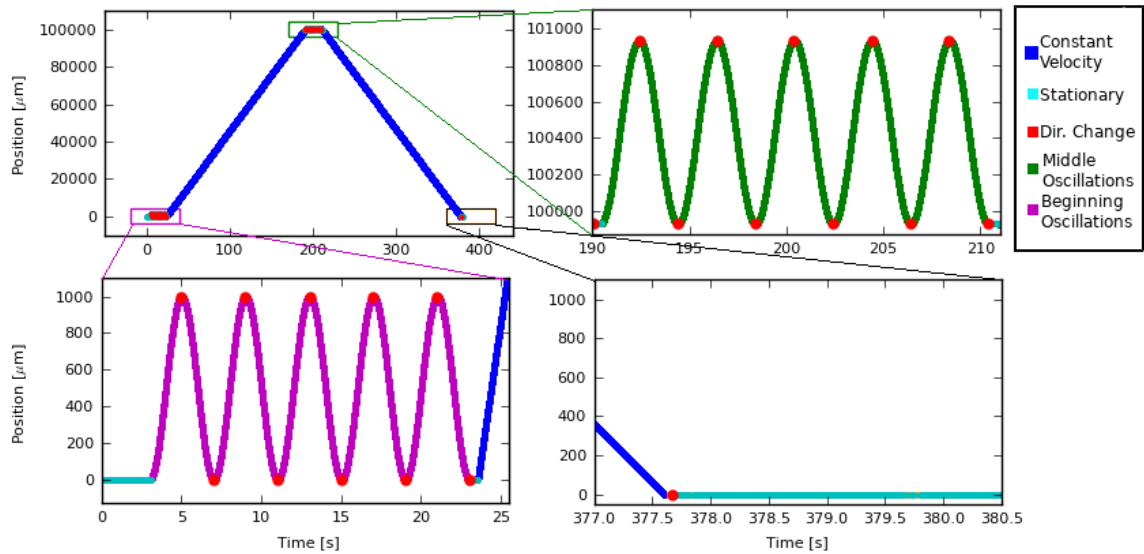 100000
80000
60000
40000
20000
0
Position [μm]
0 100 200 300 400
101000
100800
100600
100400
100200
100000
190 195 200 205 210
Constant
Velocity
Stationary
Dir. Change
Middle
Oscillations
Beginning
Oscillations
1000
800
600
400
200
0
Position [μm]
0 5 10 15 20 25
Time [s]
1000
800
600
400
200
0
377.0 377.5 378.0 378.5 379.0 379.5 380.0 380.5
Time [s]